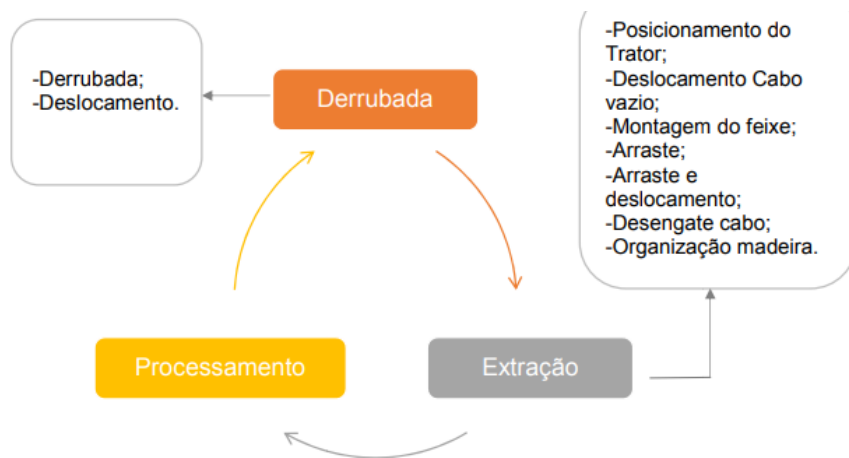 -Derrubada;
-Deslocamento.
Derrubada
-Posicionamento do
Trator;
-Deslocamento Cabo
vazio;
-Montagem do feixe;
-Arraste;
-Arraste e
deslocamento;
-Desengate cabo;
-Organização madeira.
Processamento
Extração